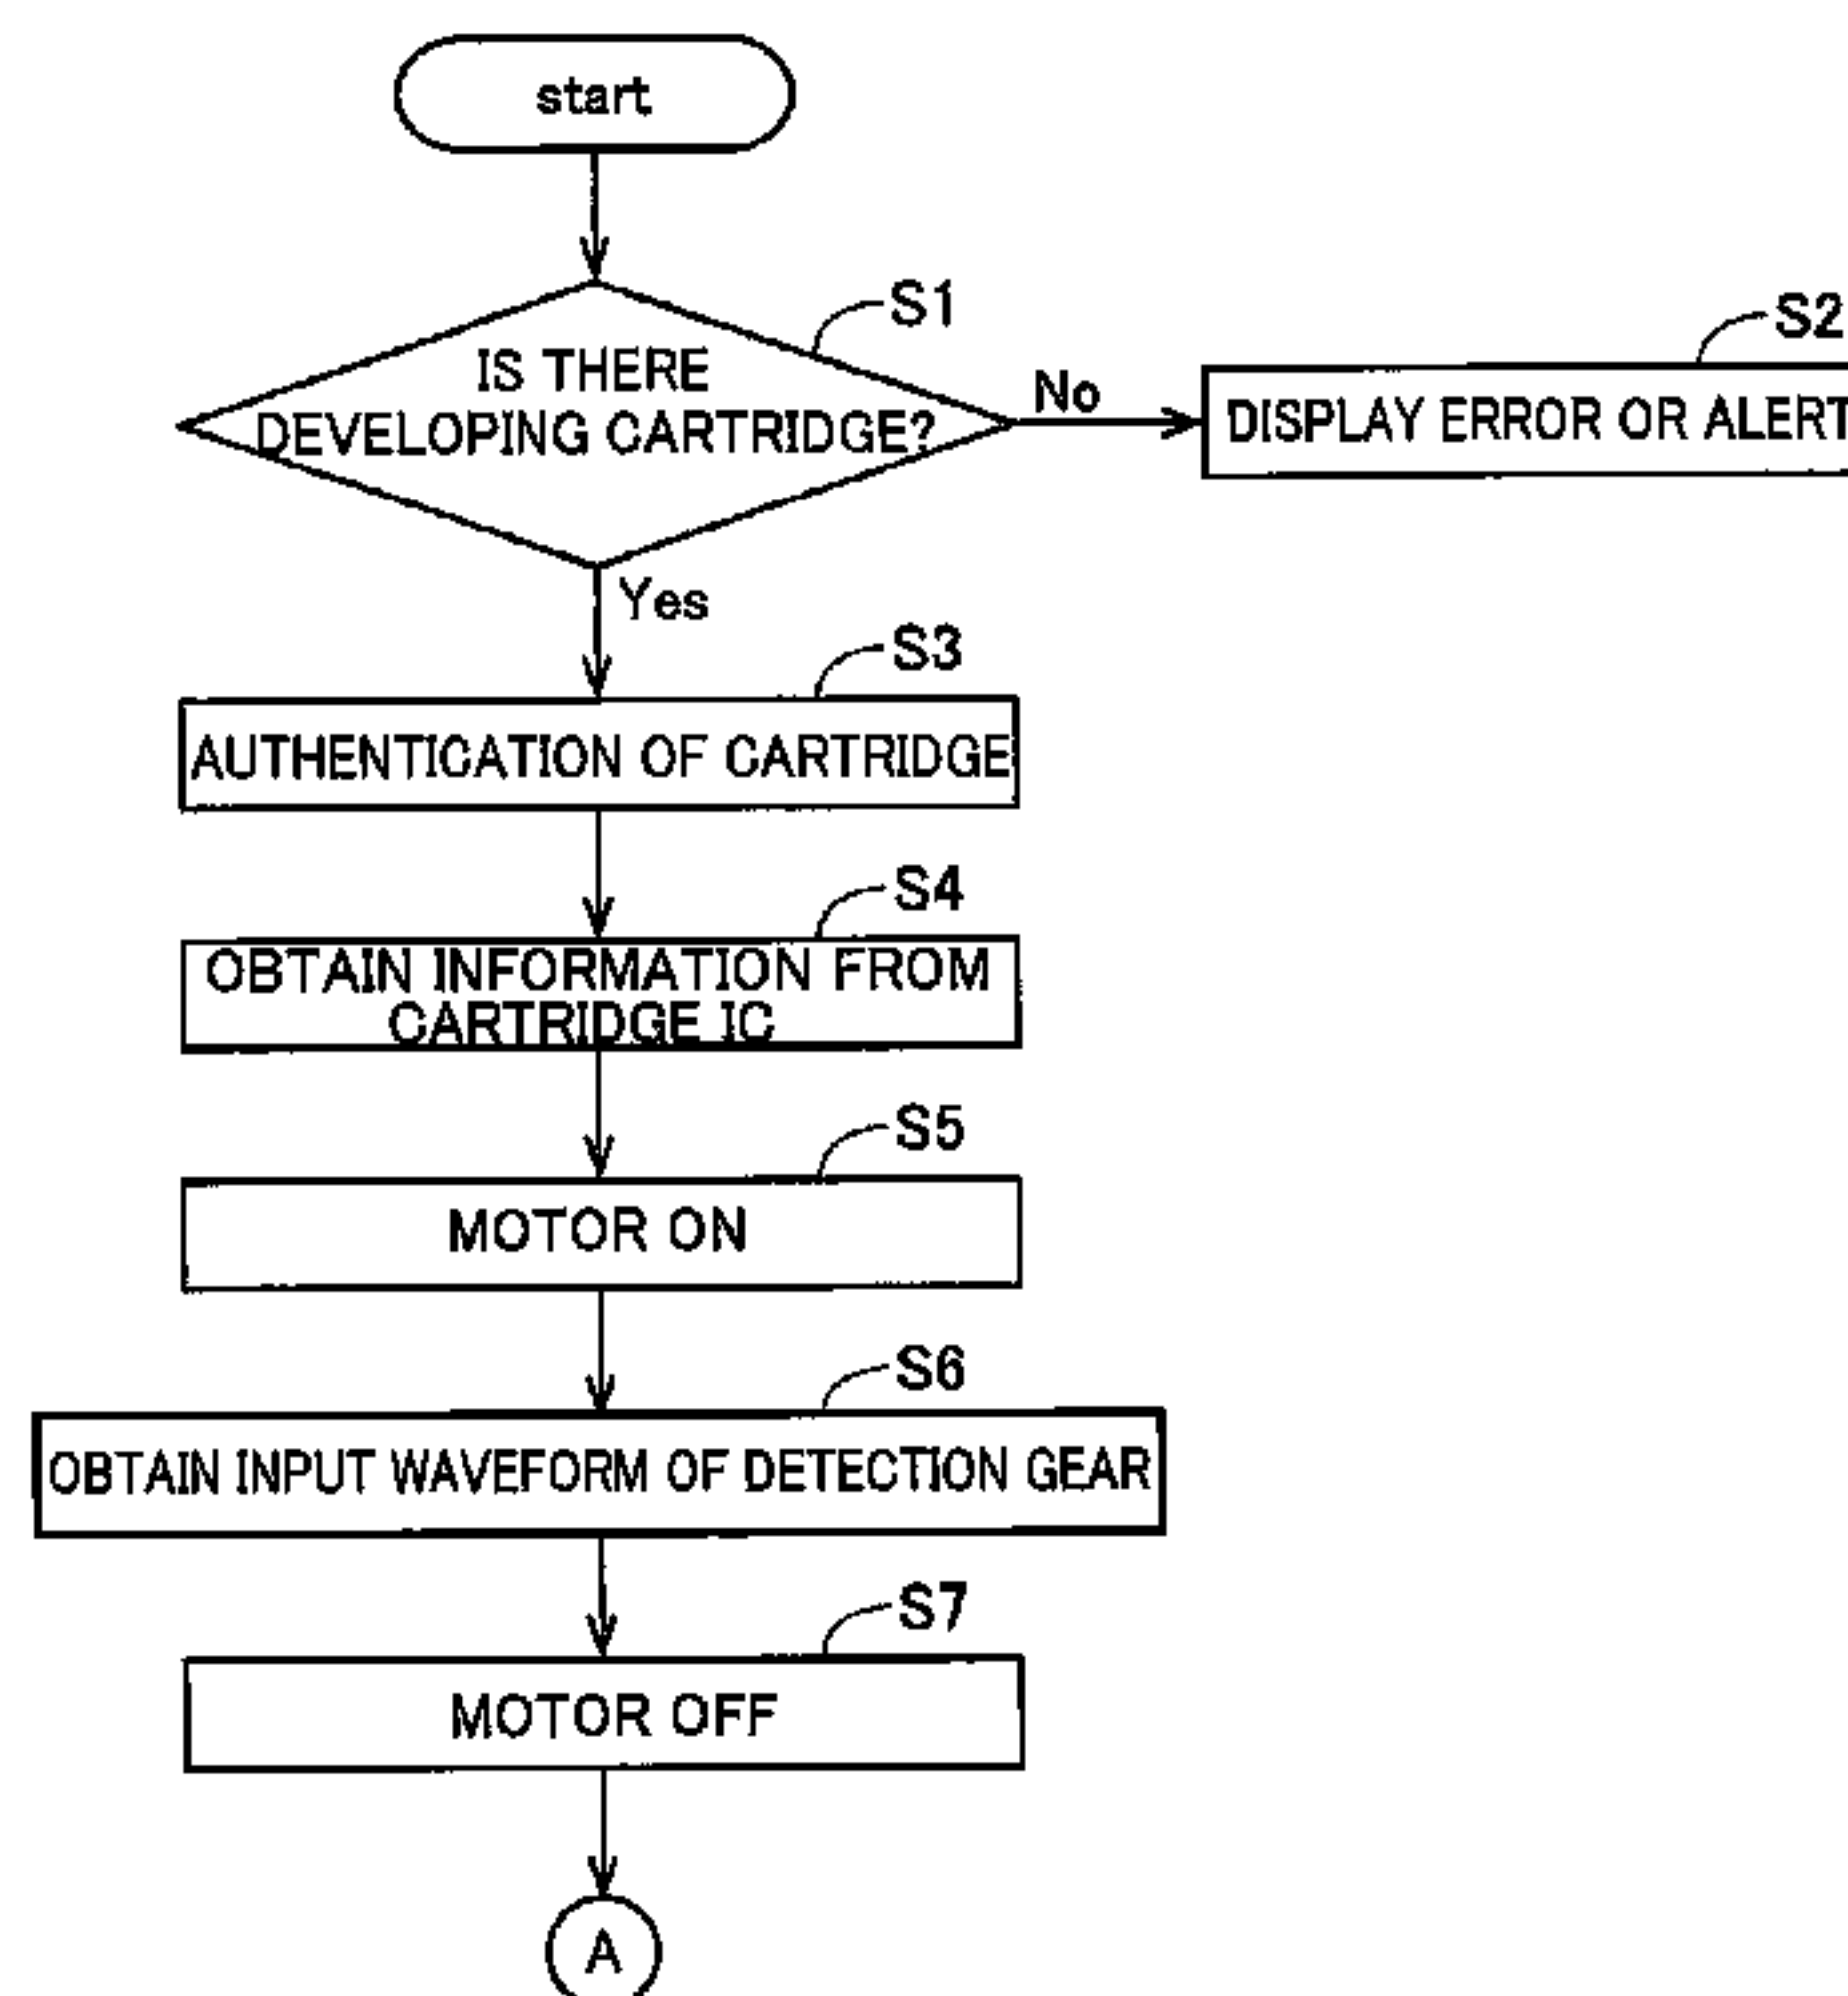 start
S1
IS THERE
DEVELOPING CARTRIDGE?
No
S2
DISPLAY ERROR OR ALERT
Yes
S3
AUTHENTICATION OF CARTRIDGE
S4
OBTAIN INFORMATION FROM
CARTRIDGE IC
S5
MOTOR ON
S6
OBTAIN INPUT WAVEFORM OF DETECTION GEAR
S7
MOTOR OFF
A